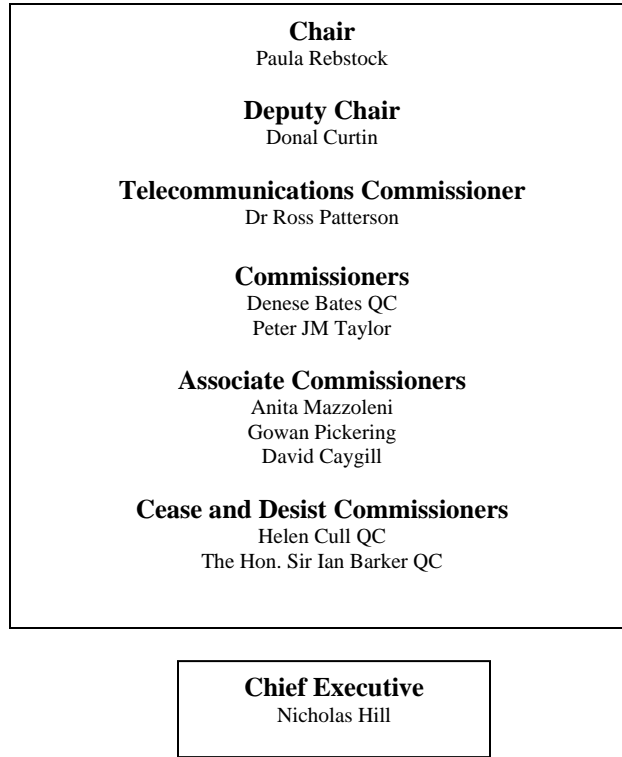 Chair
Paula Rebstock
Deputy Chair
Donal Curtin
Telecommunications Commissioner
Dr Ross Patterson
Commissioners
Denese Bates QC
Peter JM Taylor
Associate Commissioners
Anita Mazzoleni
Gowan Pickering
David Caygill
Cease and Desist Commissioners
Helen Cull QC
The Hon. Sir Ian Barker QC
Chief Executive
Nicholas Hill